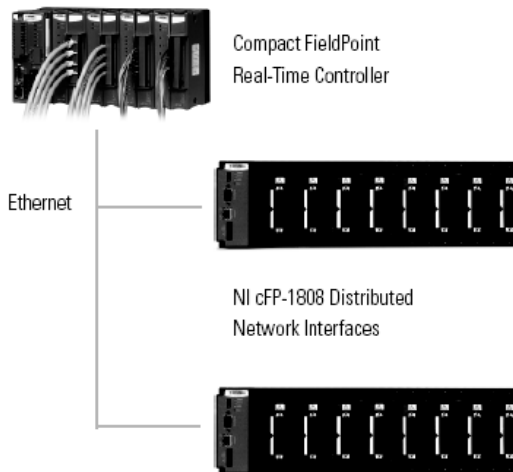 Compact FieldPoint
Real-Time Controller
Ethernet
NI cFP-1808 Distributed
Network Interfaces